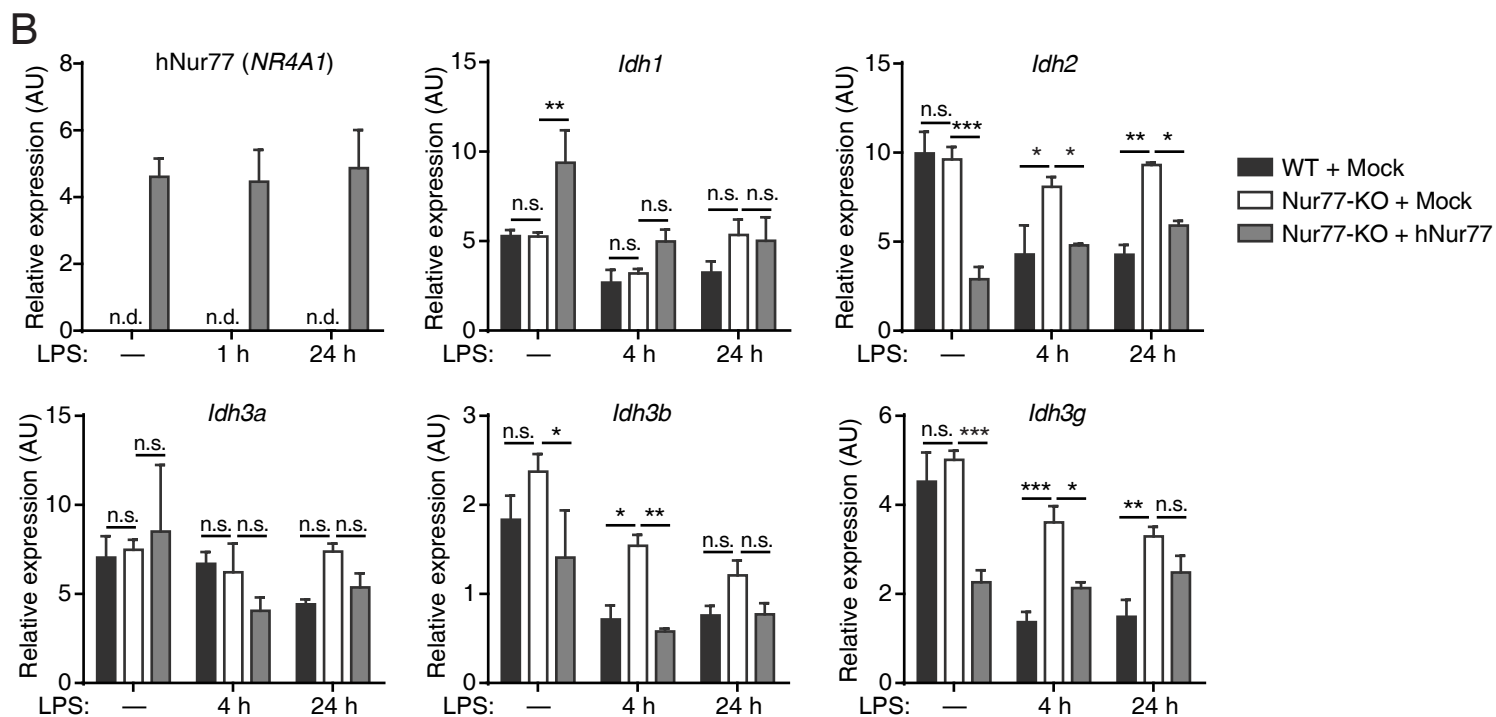 B
hNur77 (NR4A1)
Relative expression (AU)
8
6
4
2
0
n.d. n.d. n.d.
LPS: — 1 h 24 h
Idh1
Relative expression (AU)
15
10
5
0
n.s. ** n.s. n.s. n.s. n.s.
LPS: — 4 h 24 h
Idh2
Relative expression (AU)
15
10
5
0
n.s. *** * * ** *
LPS: — 4 h 24 h
WT + Mock
Nur77-KO + Mock
Nur77-KO + hNur77
Idh3a
Relative expression (AU)
15
10
5
0
n.s. n.s. n.s. n.s. n.s. n.s.
LPS: — 4 h 24 h
Idh3b
Relative expression (AU)
3
2
1
0
n.s. * * ** n.s. n.s.
LPS: — 4 h 24 h
Idh3g
Relative expression (AU)
6
4
2
0
n.s. *** *** * ** n.s.
LPS: — 4 h 24 h